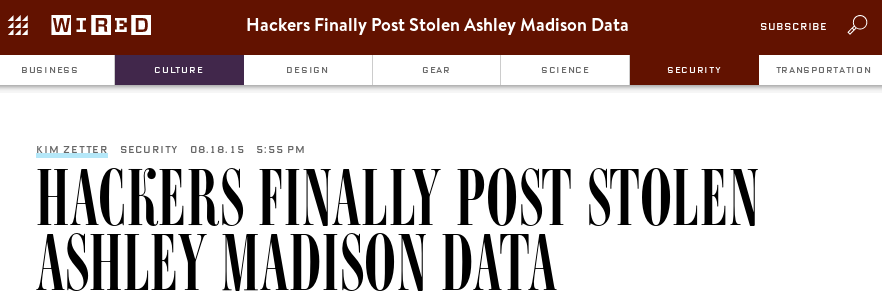 WIRED Hackers Finally Post Stolen Ashley Madison Data SUBSCRIBE
BUSINESS CULTURE DESIGN GEAR SCIENCE SECURITY TRANSPORTATION
KIM ZETTER SECURITY 08.18.15 5:55 PM
HACKERS FINALLY POST STOLEN
ASHLEY MADISON DATA